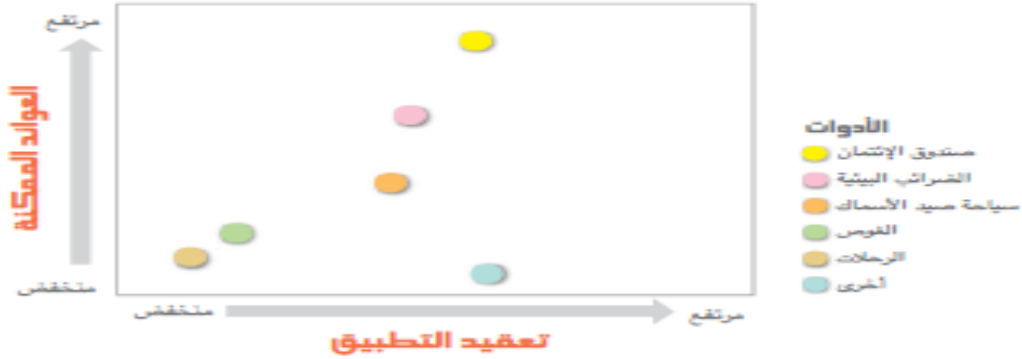 مرتفع
العوائد الممكنة
منخفض
منخفض
مرتفع
تعقيد التطبيق
الأدوات
صندوق الإئتمان
الضرائب البيئية
سياحة صيد الأسماك
الغوص
الرحلات
أخرى